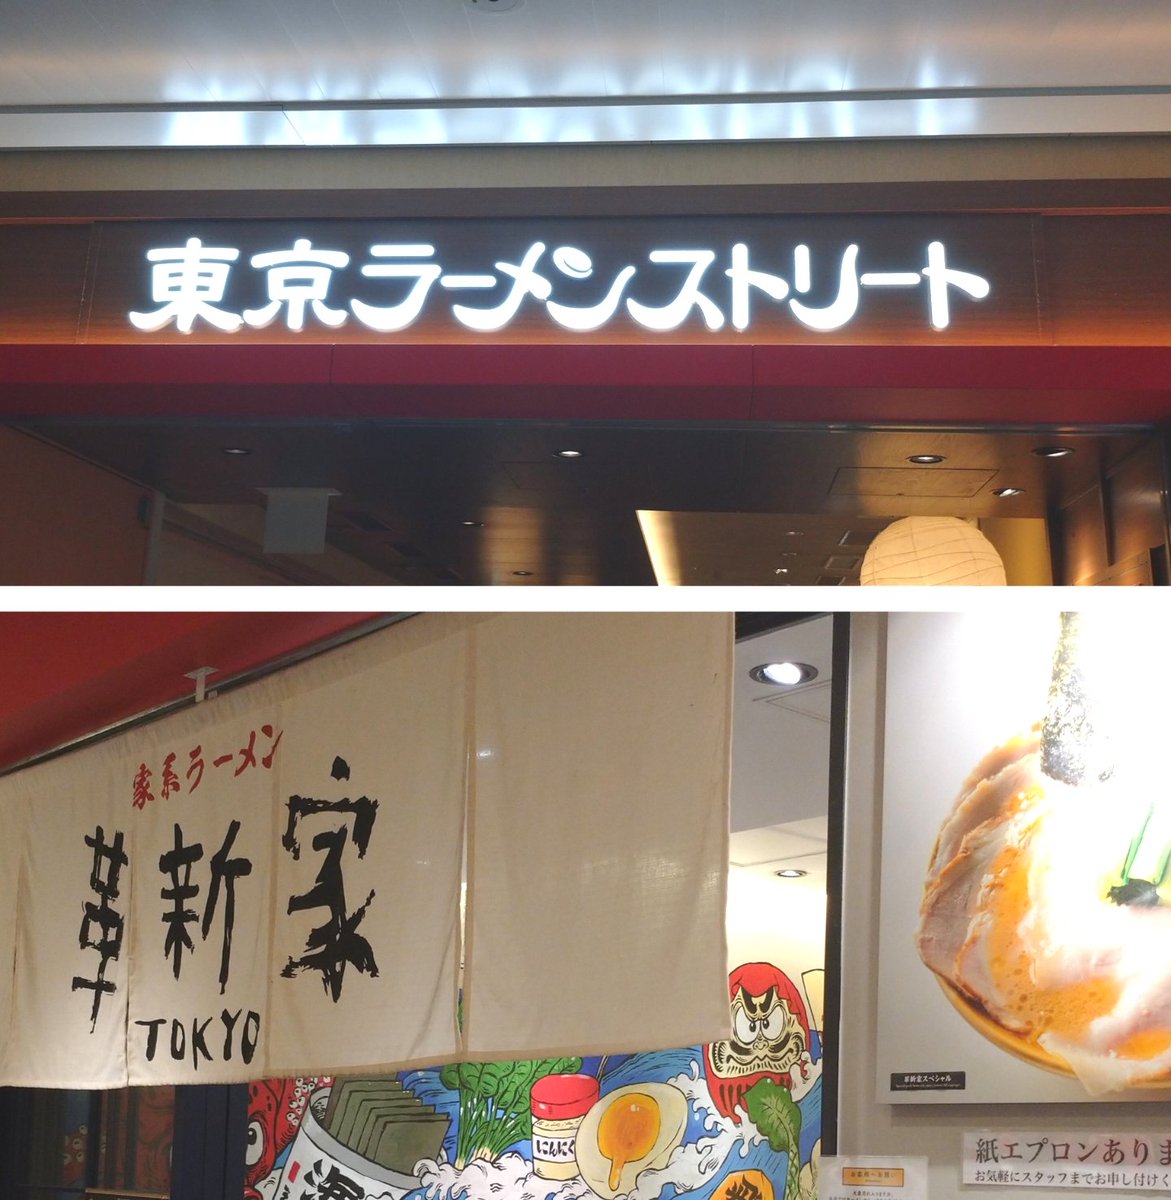 東京ラーメンストリート
家系ラーメン
革新家
TOKYO
にんにく
海
革新家スペシャル
紙エプロンありま
お気軽にスタッフまでお申し付けく